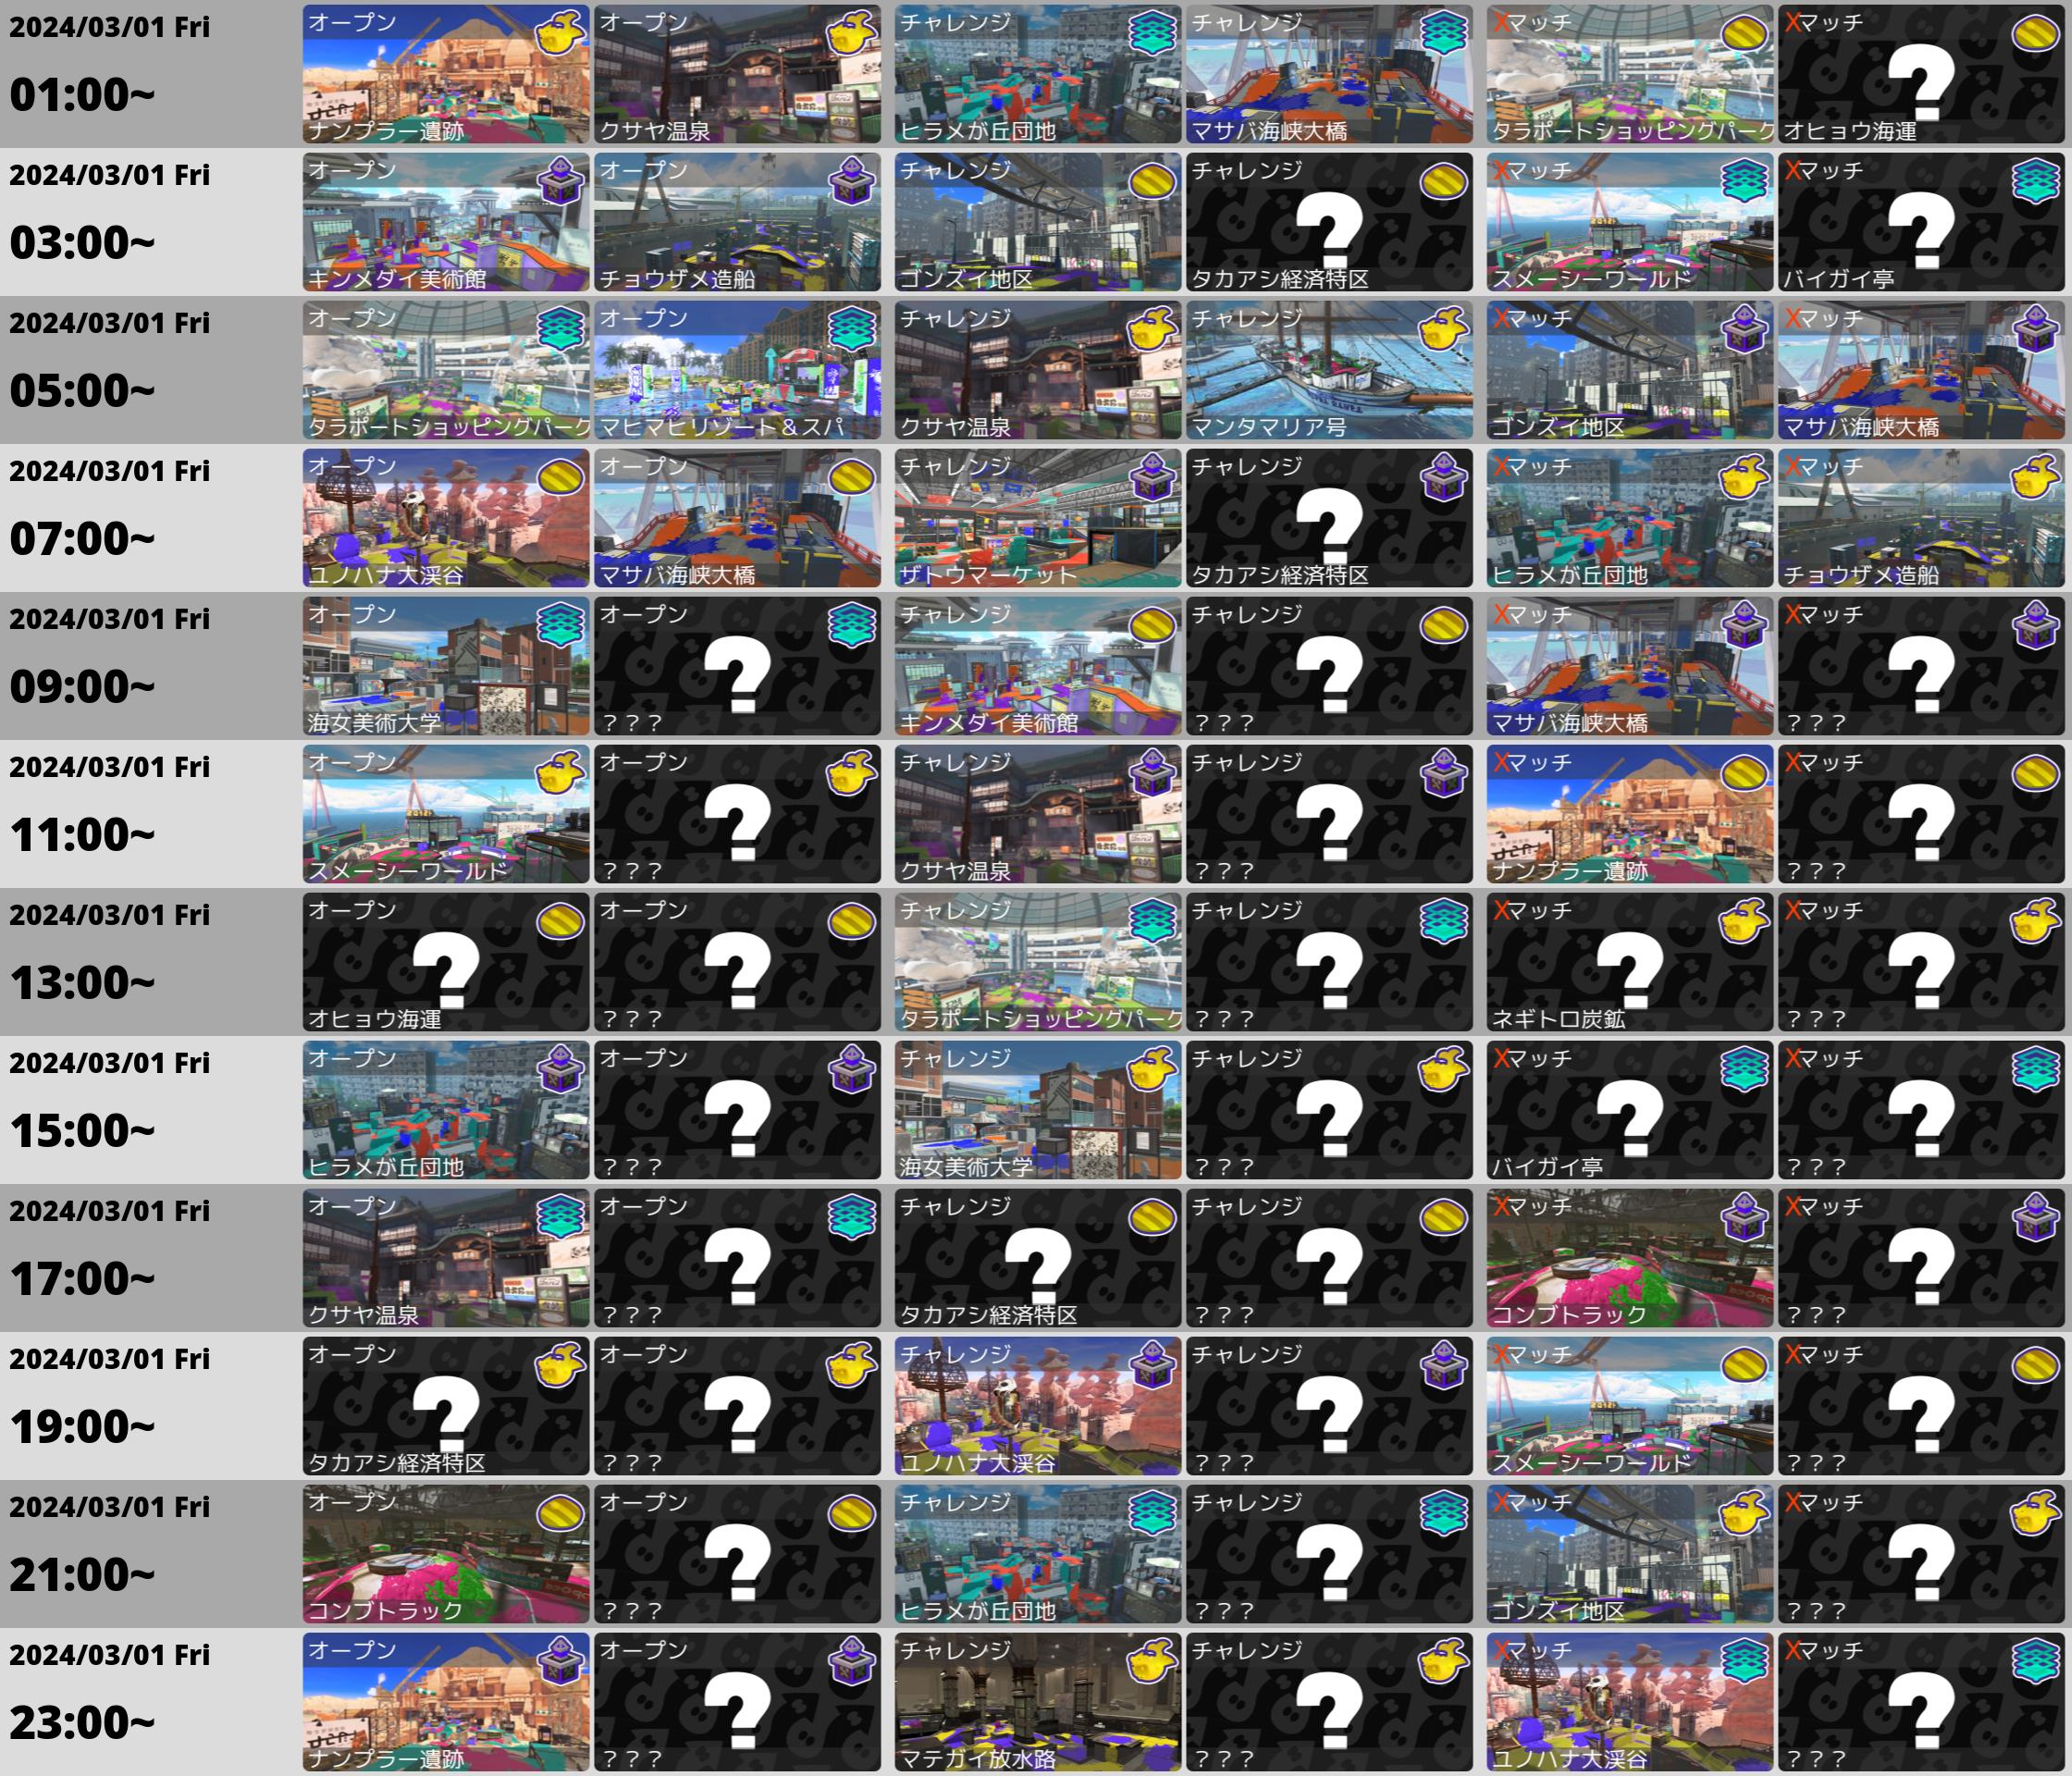 2024/03/01 Fri
01:00~
オープン
ナンプラー遺跡
オープン
クサヤ温泉
チャレンジ
ヒラメが丘団地
チャレンジ
マサバ海峡大橋
Xマッチ
タラポートショッピングパーク
Xマッチ
オヒョウ海運
2024/03/01 Fri
03:00~
オープン
キンメダイ美術館
オープン
チョウザメ造船
チャレンジ
ゴンズイ地区
チャレンジ
タカアシ経済特区
Xマッチ
スメーシーワールド
Xマッチ
バイガイ亭
2024/03/01 Fri
05:00~
オープン
タラポートショッピングパーク
オープン
マヒマヒリゾート＆スパ
チャレンジ
クサヤ温泉
チャレンジ
マンタマリア号
Xマッチ
ゴンズイ地区
Xマッチ
マサバ海峡大橋
2024/03/01 Fri
07:00~
オープン
ユノハナ大渓谷
オープン
マサバ海峡大橋
チャレンジ
ザトウマーケット
チャレンジ
タカアシ経済特区
Xマッチ
ヒラメが丘団地
Xマッチ
チョウザメ造船
2024/03/01 Fri
09:00~
オープン
海女美術大学
オープン
？？？
チャレンジ
キンメダイ美術館
チャレンジ
？？？
Xマッチ
マサバ海峡大橋
Xマッチ
？？？
2024/03/01 Fri
11:00~
オープン
スメーシーワールド
オープン
？？？
チャレンジ
クサヤ温泉
チャレンジ
？？？
Xマッチ
ナンプラー遺跡
Xマッチ
？？？
2024/03/01 Fri
13:00~
オープン
オヒョウ海運
オープン
？？？
チャレンジ
タラポートショッピングパーク
チャレンジ
？？？
Xマッチ
ネギトロ炭鉱
Xマッチ
？？？
2024/03/01 Fri
15:00~
オープン
ヒラメが丘団地
オープン
？？？
チャレンジ
海女美術大学
チャレンジ
？？？
Xマッチ
バイガイ亭
Xマッチ
？？？
2024/03/01 Fri
17:00~
オープン
クサヤ温泉
オープン
？？？
チャレンジ
タカアシ経済特区
チャレンジ
？？？
Xマッチ
コンブトラック
Xマッチ
？？？
2024/03/01 Fri
19:00~
オープン
タカアシ経済特区
オープン
？？？
チャレンジ
ユノハナ大渓谷
チャレンジ
？？？
Xマッチ
スメーシーワールド
Xマッチ
？？？
2024/03/01 Fri
21:00~
オープン
コンブトラック
オープン
？？？
チャレンジ
ヒラメが丘団地
チャレンジ
？？？
Xマッチ
ゴンズイ地区
Xマッチ
？？？
2024/03/01 Fri
23:00~
オープン
ナンプラー遺跡
オープン
？？？
チャレンジ
マテガイ放水路
チャレンジ
？？？
Xマッチ
ユノハナ大渓谷
Xマッチ
？？？